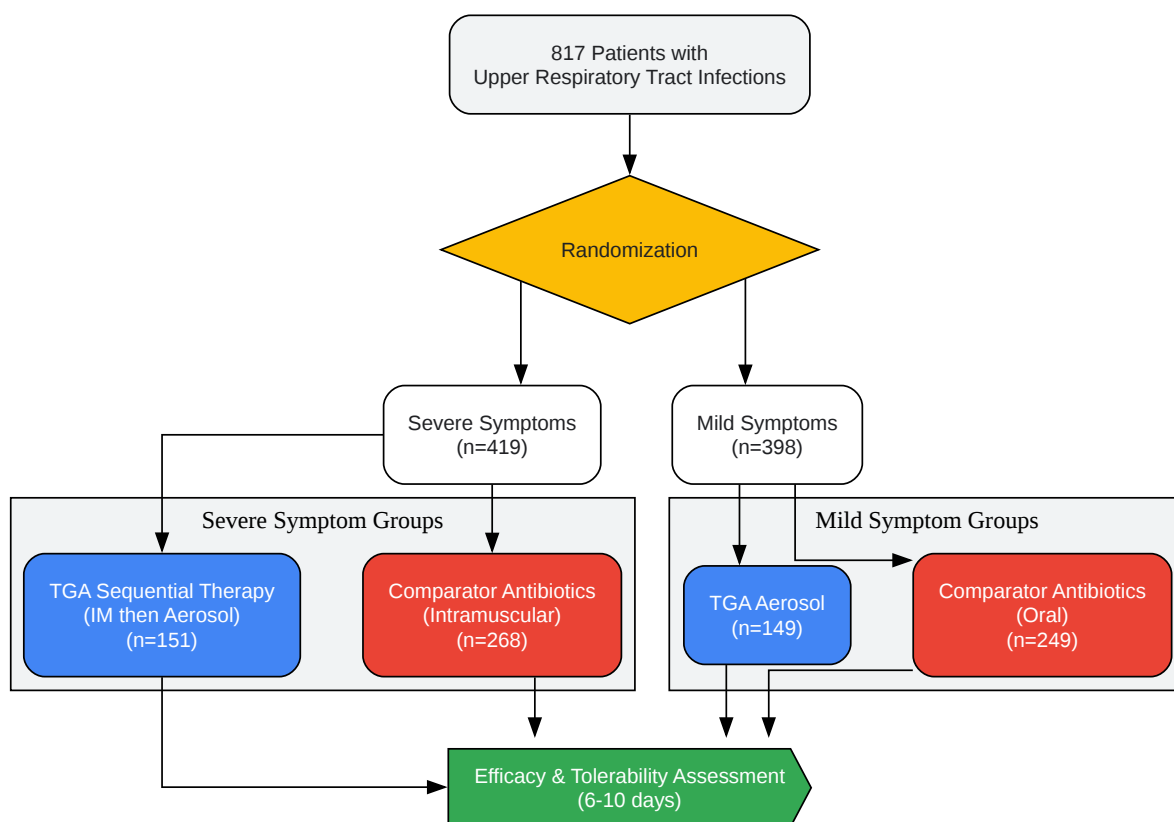 817 Patients with
Upper Respiratory Tract Infections
Randomization
Severe Symptoms
(n=419)
Mild Symptoms
(n=398)
Severe Symptom Groups
TGA Sequential Therapy
(IM then Aerosol)
(n=151)
Comparator Antibiotics
(Intramuscular)
(n=268)
Mild Symptom Groups
TGA Aerosol
(n=149)
Comparator Antibiotics
(Oral)
(n=249)
Efficacy & Tolerability Assessment
(6-10 days)